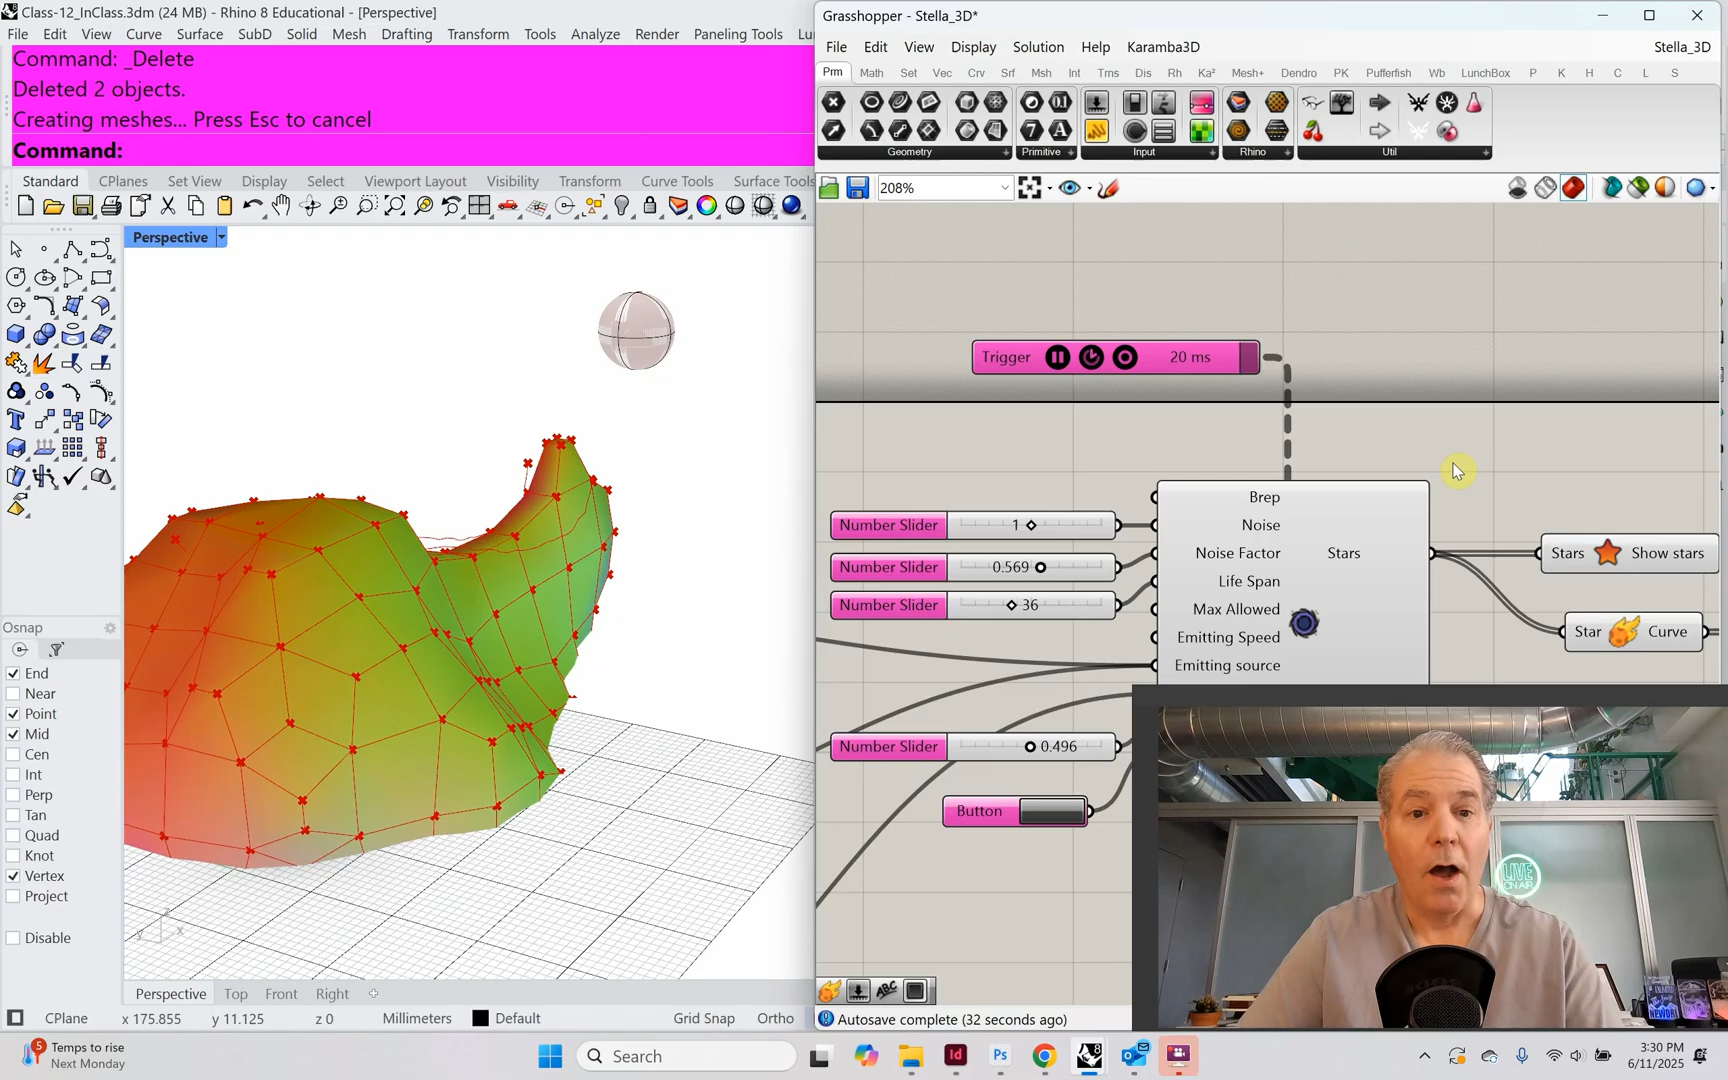 Class-12_InClass.3dm (24 MB) - Rhino 8 Educational - [Perspective]
File Edit View Curve Surface SubD Solid Mesh Drafting Transform Tools Analyze Render Paneling Tools Lu
Command: _Delete
Deleted 2 objects.
Creating meshes... Press Esc to cancel
Command:
Standard CPlanes Set View Display Select Viewport Layout Visibility Transform Curve Tools Surface Tools
Perspective
Osnap
End
Near
Point
Mid
Cen
Int
Perp
Tan
Quad
Knot
Vertex
Project
Disable
z
y x
Perspective Top Front Right
CPlane x 175.855 y 11.125 z 0 Millimeters Default Grid Snap Ortho
Grasshopper - Stella_3D*
File Edit View Display Solution Help Karamba3D Stella_3D
Prm Math Set Vec Crv Srf Msh Int Trns Dis Rh Ka² Mesh+ Dendro PK Pufferfish Wb LunchBox P K H C L S
Geometry Primitive Input Rhino Util
208%
Trigger 20 ms
Brep
Number Slider 1 Noise
Number Slider 0.569 Noise Factor Stars
Life Span
Number Slider 36 Max Allowed
Emitting Speed
Emitting source
Stars Show stars
Star Curve
Number Slider 0.496
Button
LIVE
ON AIR
Autosave complete (32 seconds ago)
5 Temps to rise
Next Monday
Search
3:30 PM
6/11/2025